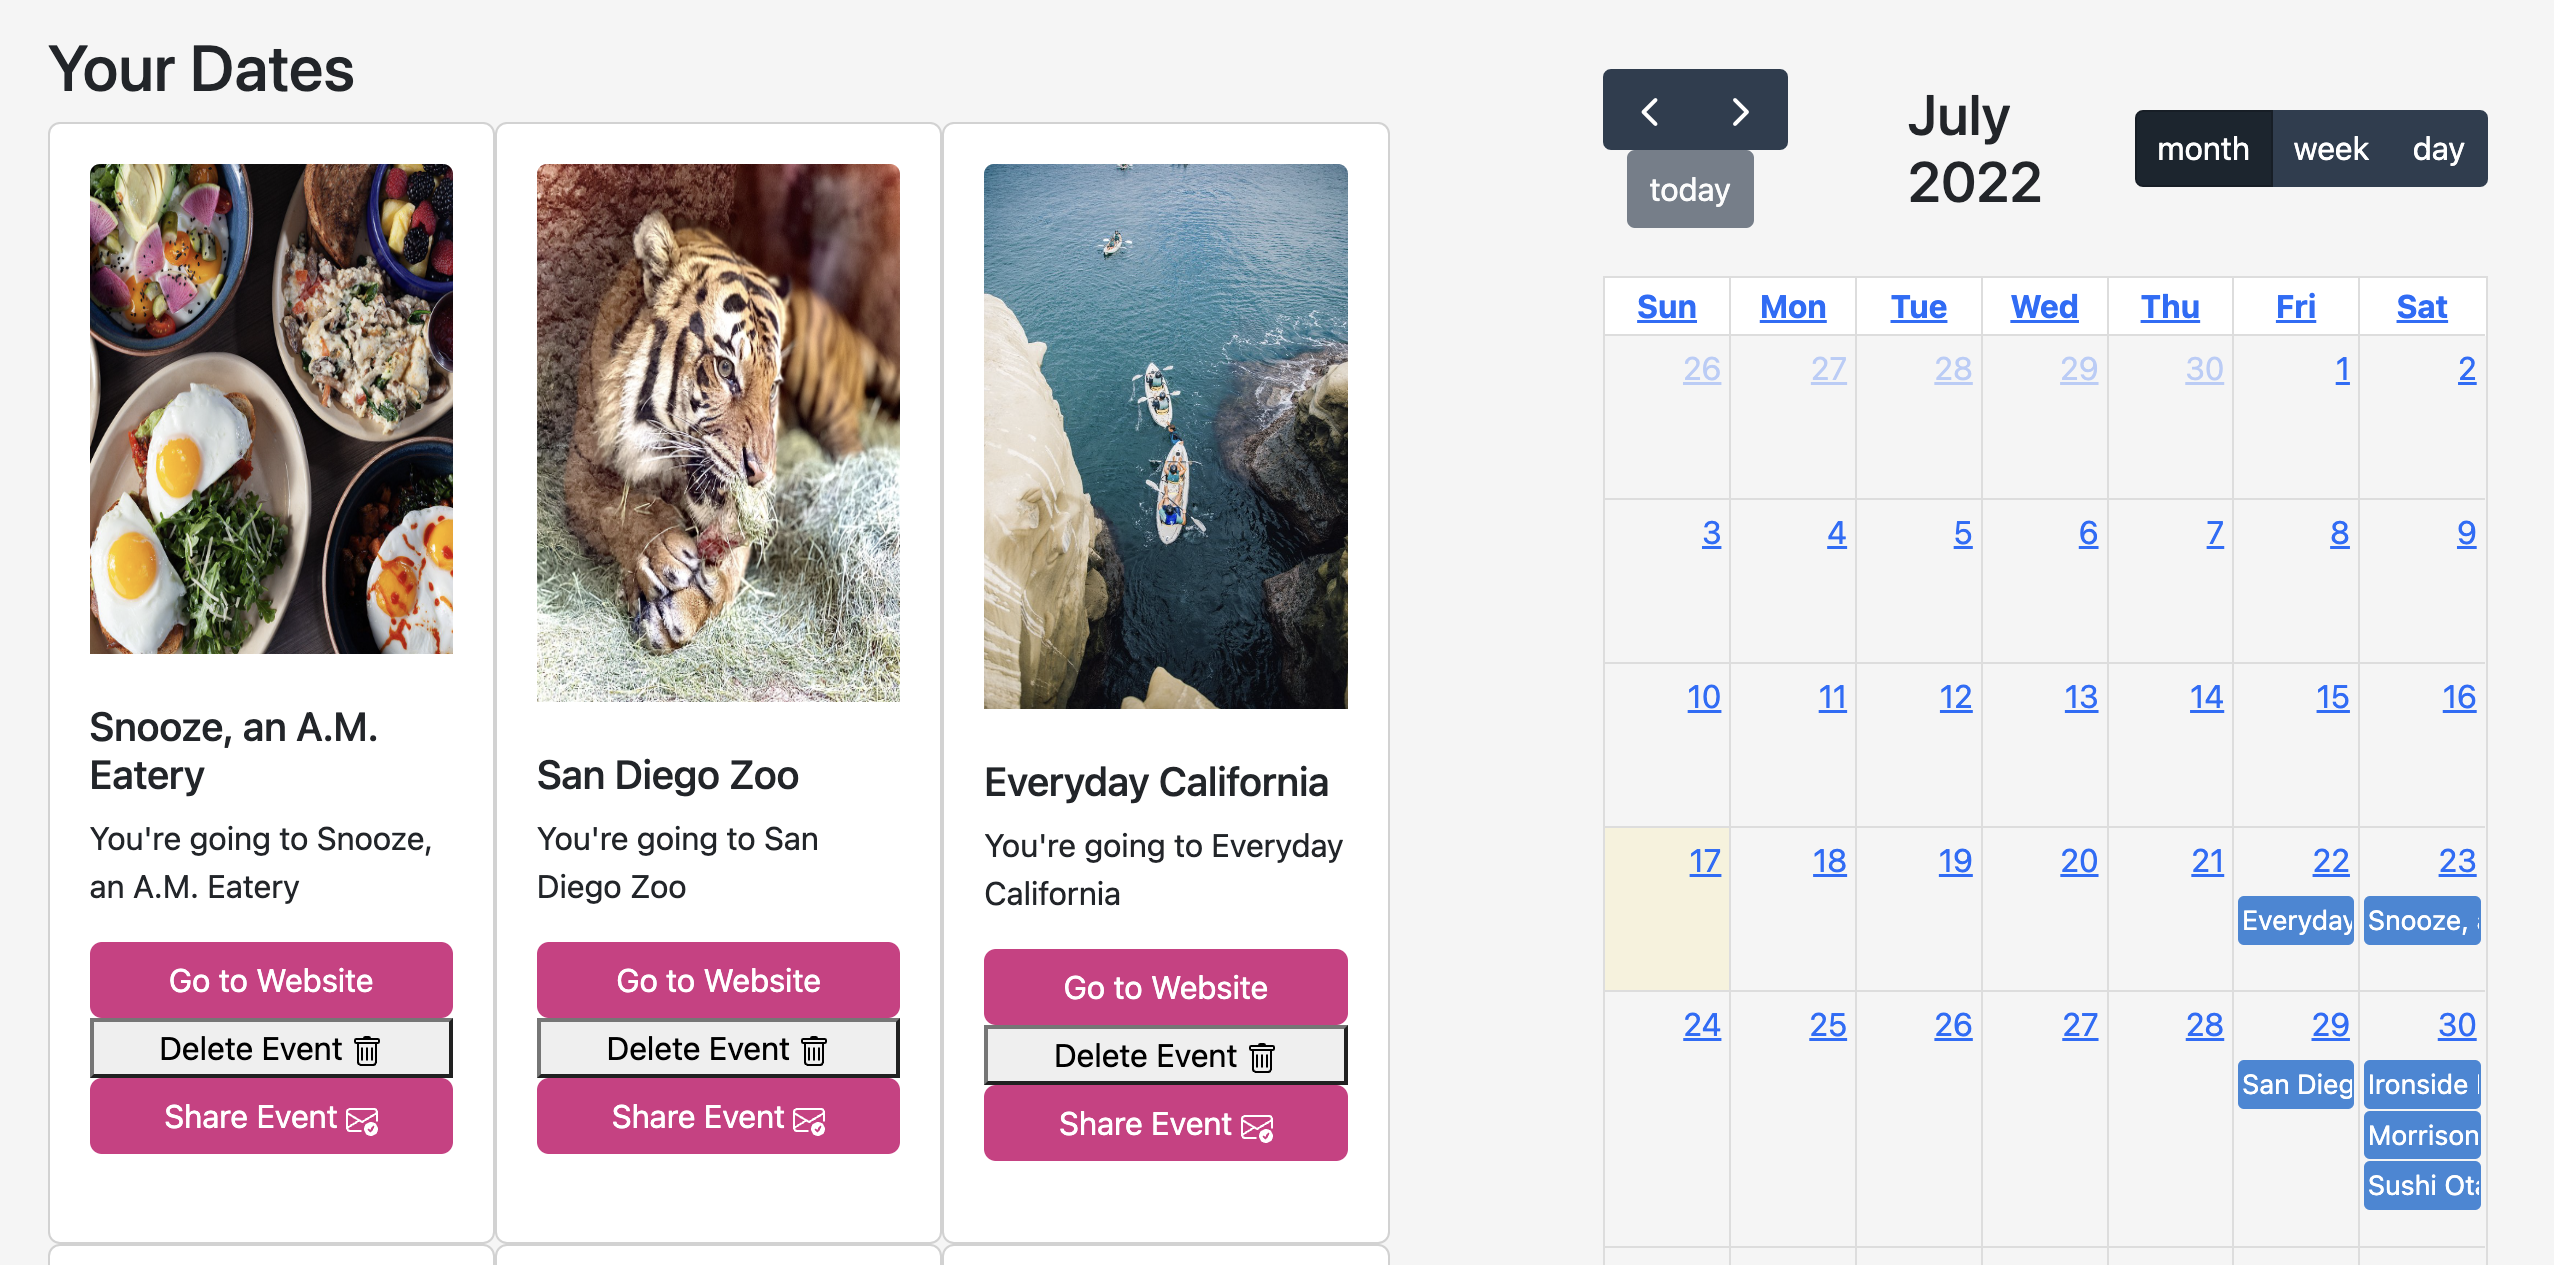 Your Dates
Snooze, an A.M.
Eatery
You're going to Snooze,
an A.M. Eatery
Go to Website
Delete Event
Share Event
San Diego Zoo
You're going to San
Diego Zoo
Go to Website
Delete Event
Share Event
Everyday California
You're going to Everyday
California
Go to Website
Delete Event
Share Event
today
July
2022
month week day
Sun Mon Tue Wed Thu Fri Sat
26 27 28 29 30 1 2
3 4 5 6 7 8 9
10 11 12 13 14 15 16
17 18 19 20 21 22 23
Everyday Snooze,
24 25 26 27 28 29 30
San Dieg Ironside
Morrison
Sushi Ota